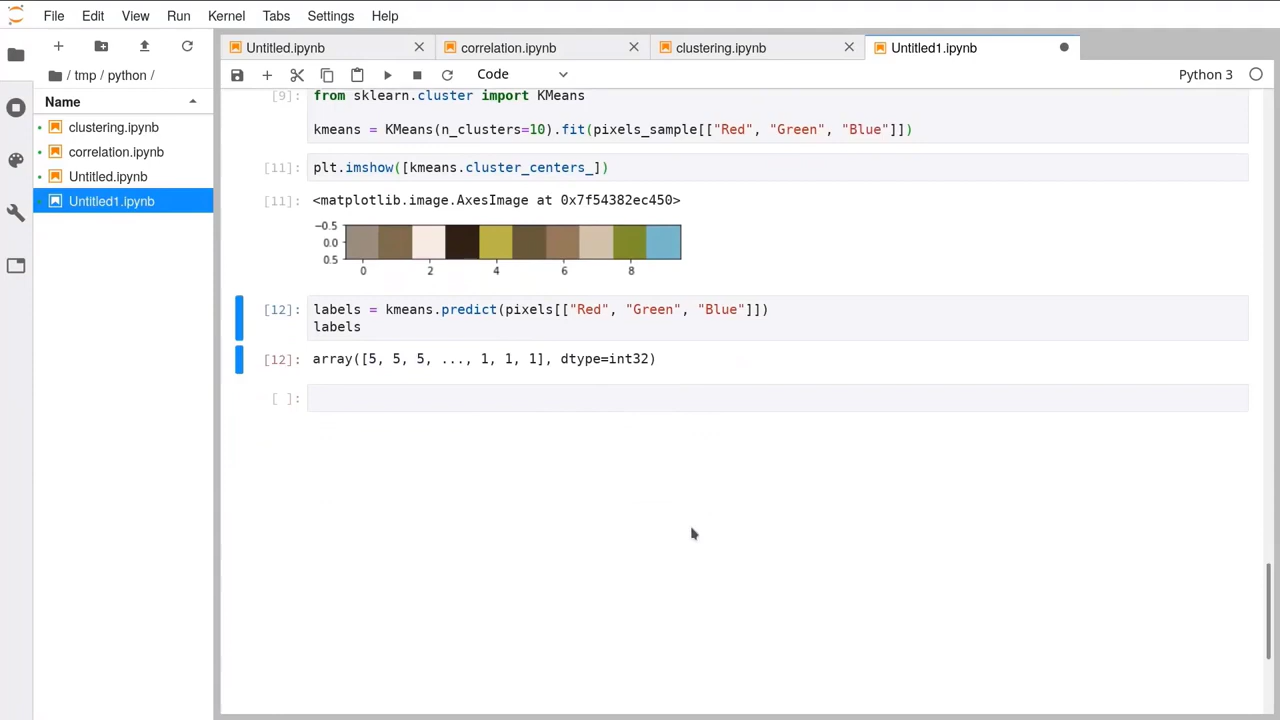 File Edit View Run Kernel Tabs Settings Help
Untitled.ipynb correlation.ipynb clustering.ipynb Untitled1.ipynb
/ tmp / python /
Code
Python 3
Name
clustering.ipynb
correlation.ipynb
Untitled.ipynb
Untitled1.ipynb
[9]: from sklearn.cluster import KMeans
kmeans = KMeans(n_clusters=10).fit(pixels_sample[["Red", "Green", "Blue"]])
[11]: plt.imshow([kmeans.cluster_centers_])
[11]: <matplotlib.image.AxesImage at 0x7f54382ec450>
−0.5
0.0
0.5
0 2 4 6 8
[12]: labels = kmeans.predict(pixels[["Red", "Green", "Blue"]])
labels
[12]: array([5, 5, 5, ..., 1, 1, 1], dtype=int32)
[ ]: